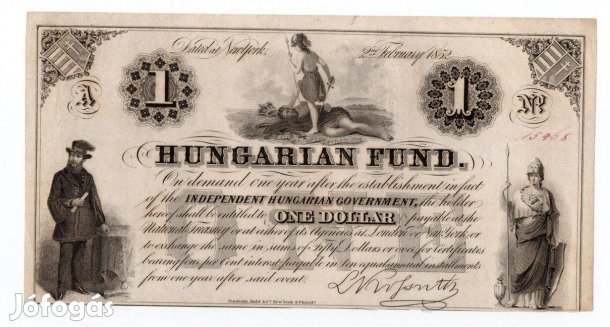 Dated at New York. 2nd February 1852
A 1 1 No.
HUNGARIAN FUND.
On demand one year after the establishment in fact
of the INDEPENDENT HUNGARIAN GOVERNMENT, the holder
hereof shall be entitled to ONE DOLLAR payable at the
National Treasury or at either of its Agencies at London or New York, or
to exchange the same in sums of Fifty Dollars or over for Certificates
bearing four per Cent interest payable in ten equal annual instalments
from one year after said event.
Jófogás